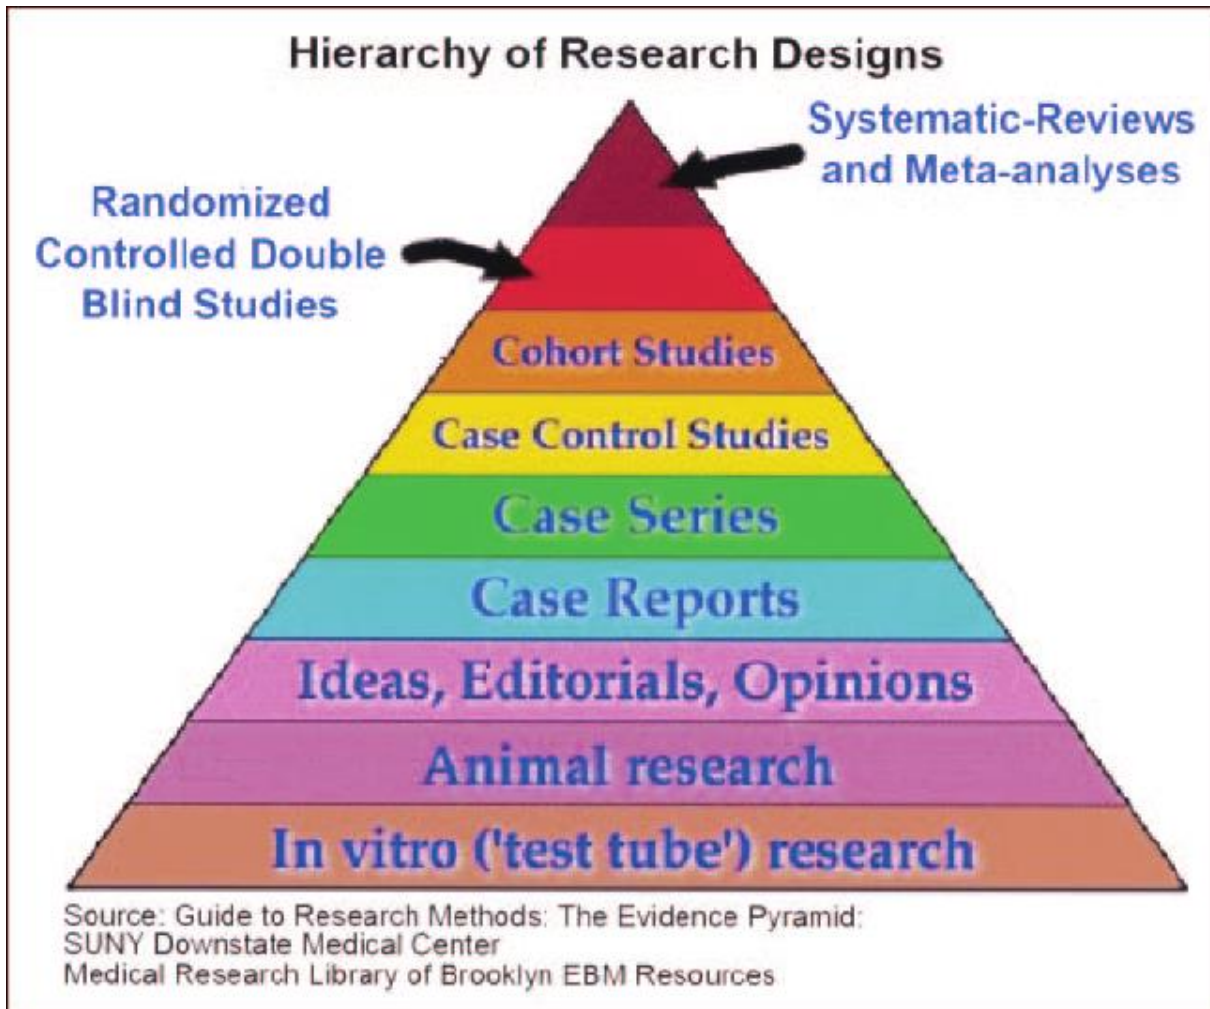 Hierarchy of Research Designs
Systematic-Reviews
and Meta-analyses
Randomized
Controlled Double
Blind Studies
Cohort Studies
Case Control Studies
Case Series
Case Reports
Ideas, Editorials, Opinions
Animal research
In vitro ('test tube') research
Source: Guide to Research Methods: The Evidence Pyramid:
SUNY Downstate Medical Center
Medical Research Library of Brooklyn EBM Resources